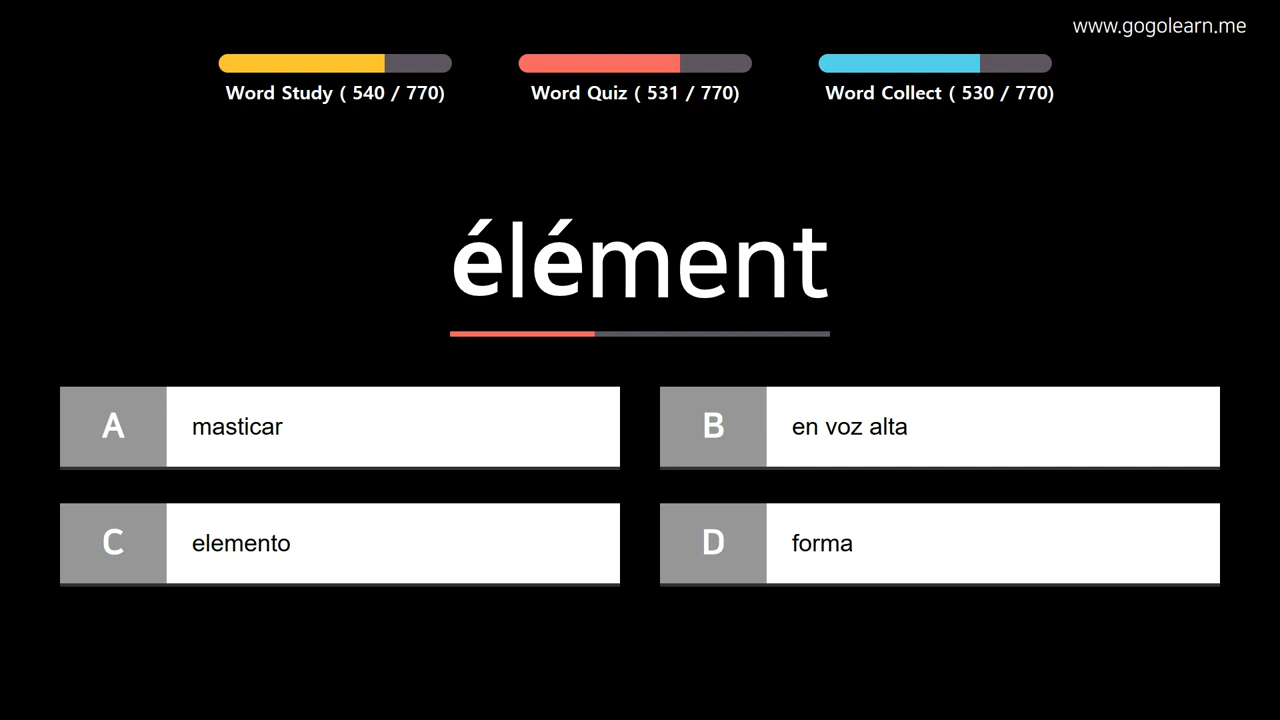 www.gogolearn.me
Word Study ( 540 / 770)
Word Quiz ( 531 / 770)
Word Collect ( 530 / 770)
élément
A masticar
B en voz alta
C elemento
D forma